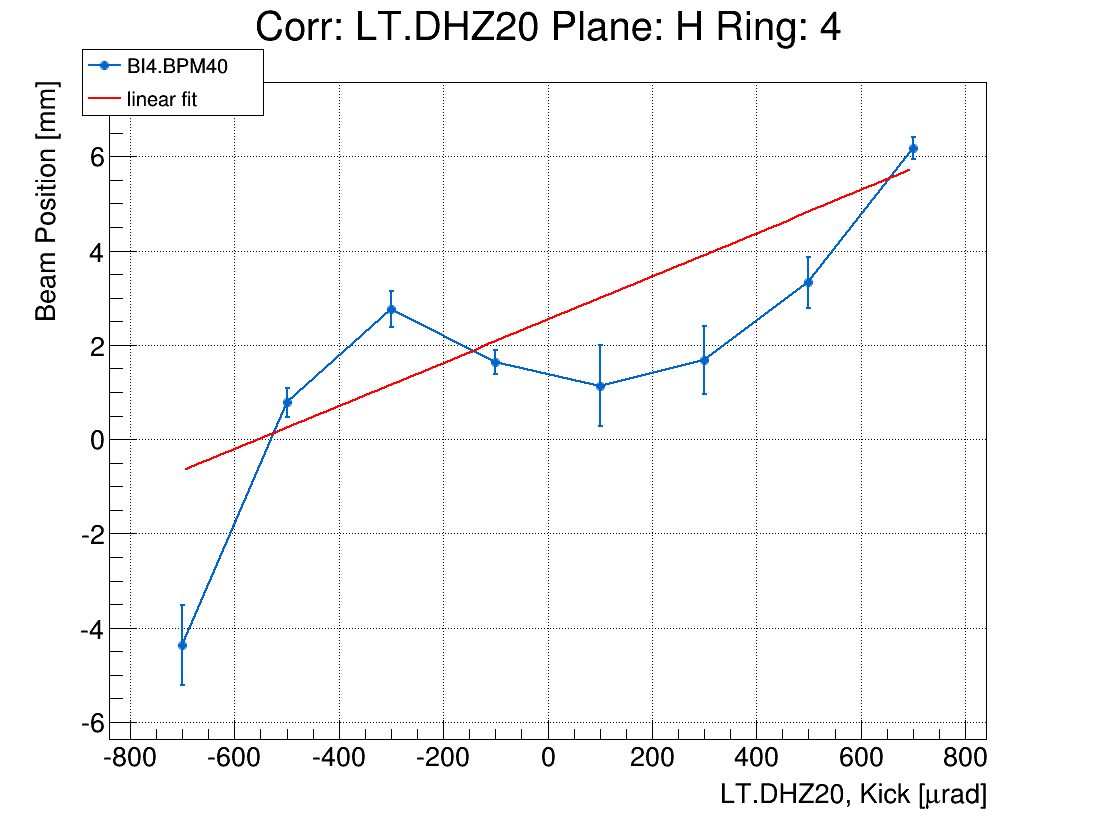 Corr: LT.DHZ20 Plane: H Ring: 4
BI4.BPM40
linear fit
Beam Position [mm]
6
4
2
0
-2
-4
-6
-800 -600 -400 -200 0 200 400 600 800
LT.DHZ20, Kick [μrad]